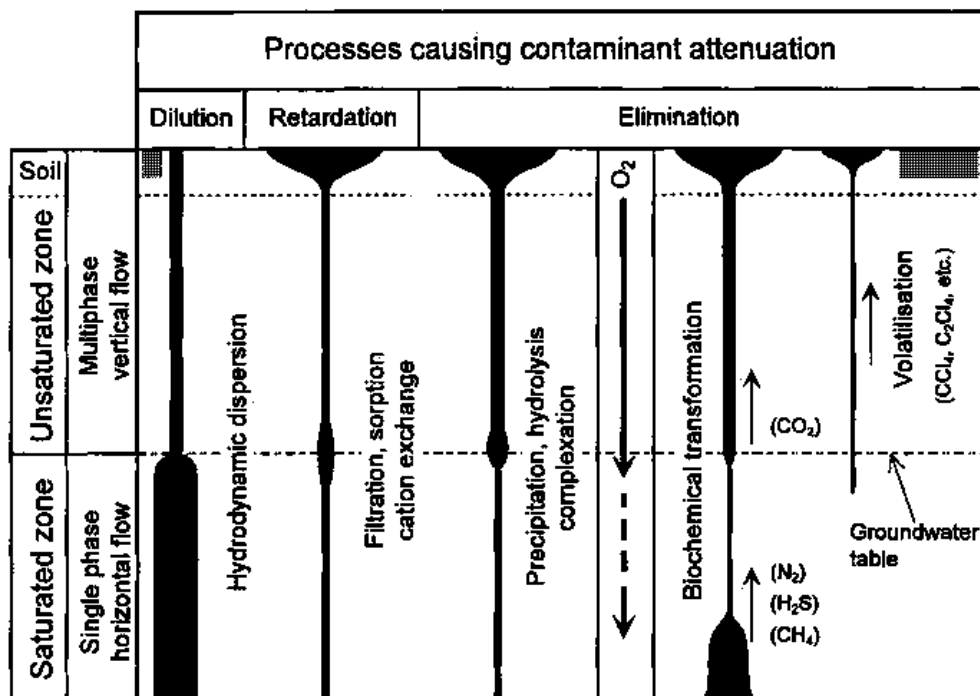 Processes causing contaminant attenuation
Dilution
Retardation
Elimination
Soil
Unsaturated zone
Multiphase
vertical flow
Saturated zone
Single phase
horizontal flow
Hydrodynamic dispersion
Filtration, sorption
cation exchange
Precipitation, hydrolysis
complexation
O₂
Biochemical transformation
(CO₂)
(N₂)
(H₂S)
(CH₄)
Volatilisation
(CCl₄, C₂Cl₄, etc.)
Groundwater
table